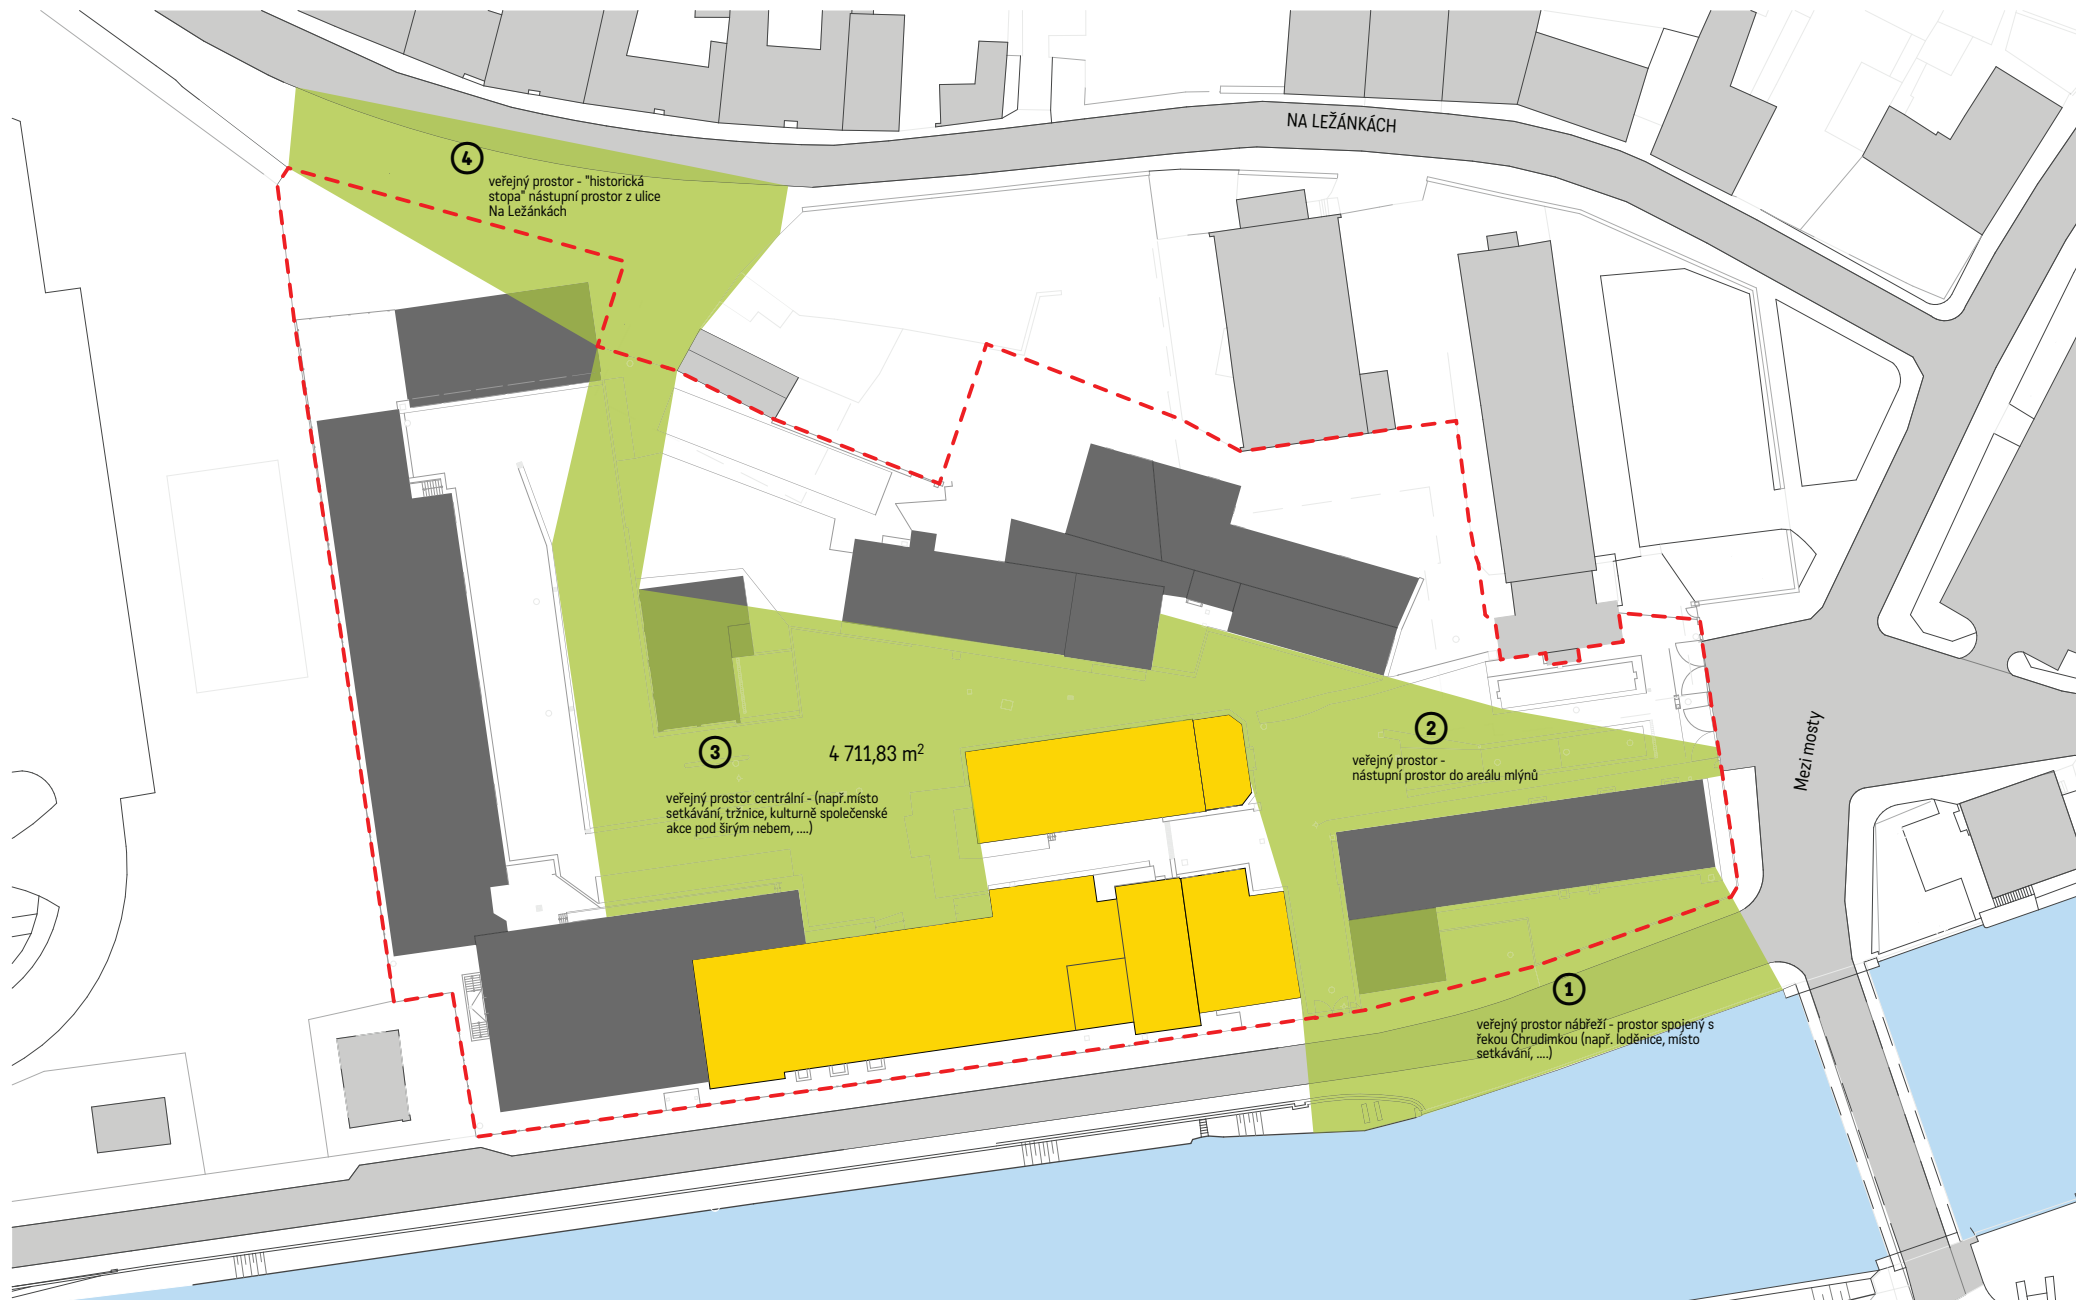 NA LEŽÁNKÁCH
4
veřejný prostor - "historická
stopa" nástupní prostor z ulice
Na Ležánkách
2
veřejný prostor -
nástupní prostor do areálu mlýnů
Mezi mosty
3
4 711,83 m²
veřejný prostor centrální - (např.místo
setkávání, tržnice, kulturně společenské
akce pod širým nebem, ....)
1
veřejný prostor nábřeží - prostor spojený s
řekou Chrudimkou (např. loděnice, místo
setkávání, ....)